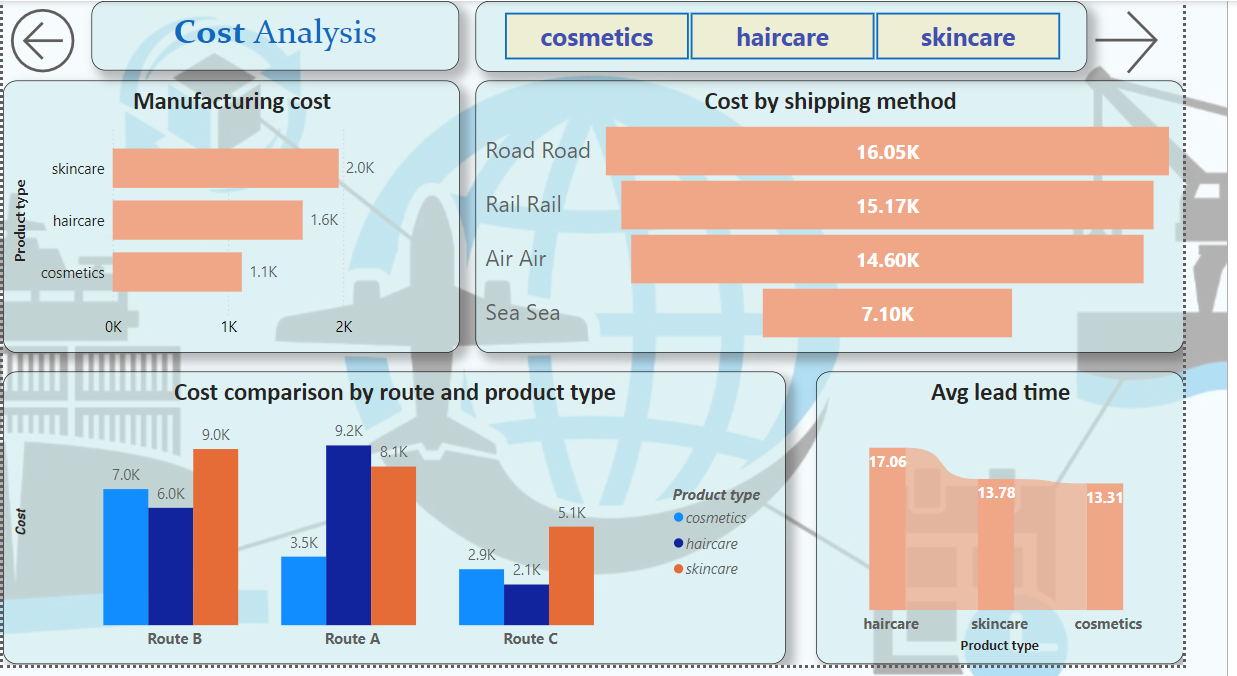 Cost Analysis
cosmetics haircare skincare
Manufacturing cost
Product type
skincare 2.0K
haircare 1.6K
cosmetics 1.1K
0K 1K 2K
Cost by shipping method
Road Road 16.05K
Rail Rail 15.17K
Air Air 14.60K
Sea Sea 7.10K
Cost comparison by route and product type
Cost
7.0K 6.0K 9.0K
3.5K 9.2K 8.1K
2.9K 2.1K 5.1K
Route B Route A Route C
Product type
cosmetics
haircare
skincare
Avg lead time
17.06 13.78 13.31
haircare skincare cosmetics
Product type